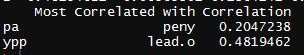 Most Correlated with Correlation
pa peny 0.2047238
ypp lead.o 0.4819462